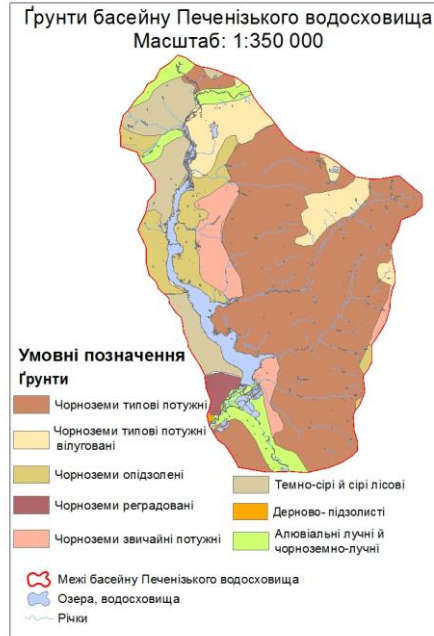 Ґрунти басейну Печенізького водосховища
Масштаб: 1:350 000
Умовні позначення
Ґрунти
Чорноземи типові потужні
Чорноземи типові потужні
вілуговані
Чорноземи опідзолені
Чорноземи реградовані
Чорноземи звичайні потужні
Темно-сірі й сірі лісові
Дерново- підзолисті
Алювіальні лучні й
чорноземно-лучні
Межі басейну Печенізького водосховища
Озера, водосховища
Річки